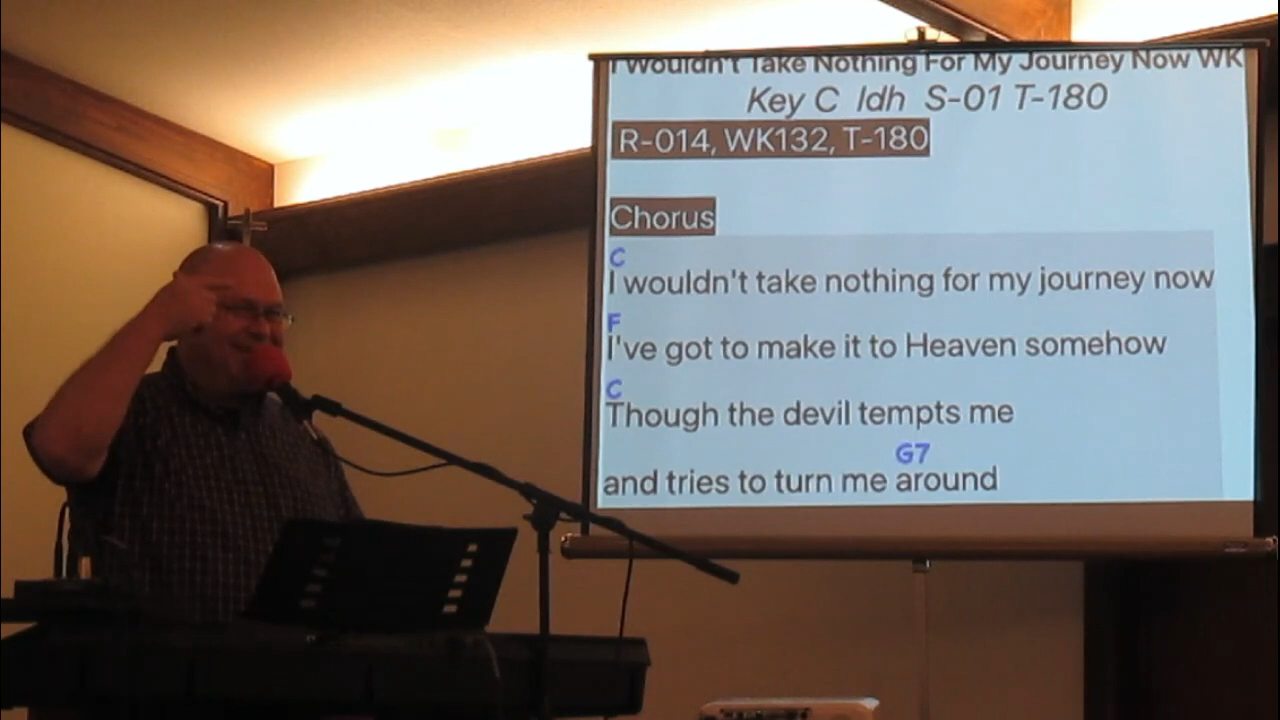 I Wouldn't Take Nothing For My Journey Now WK
Key C ldh S-01 T-180
R-014, WK132, T-180
Chorus
C
I wouldn't take nothing for my journey now
F
I've got to make it to Heaven somehow
C
Though the devil tempts me
G7
and tries to turn me around